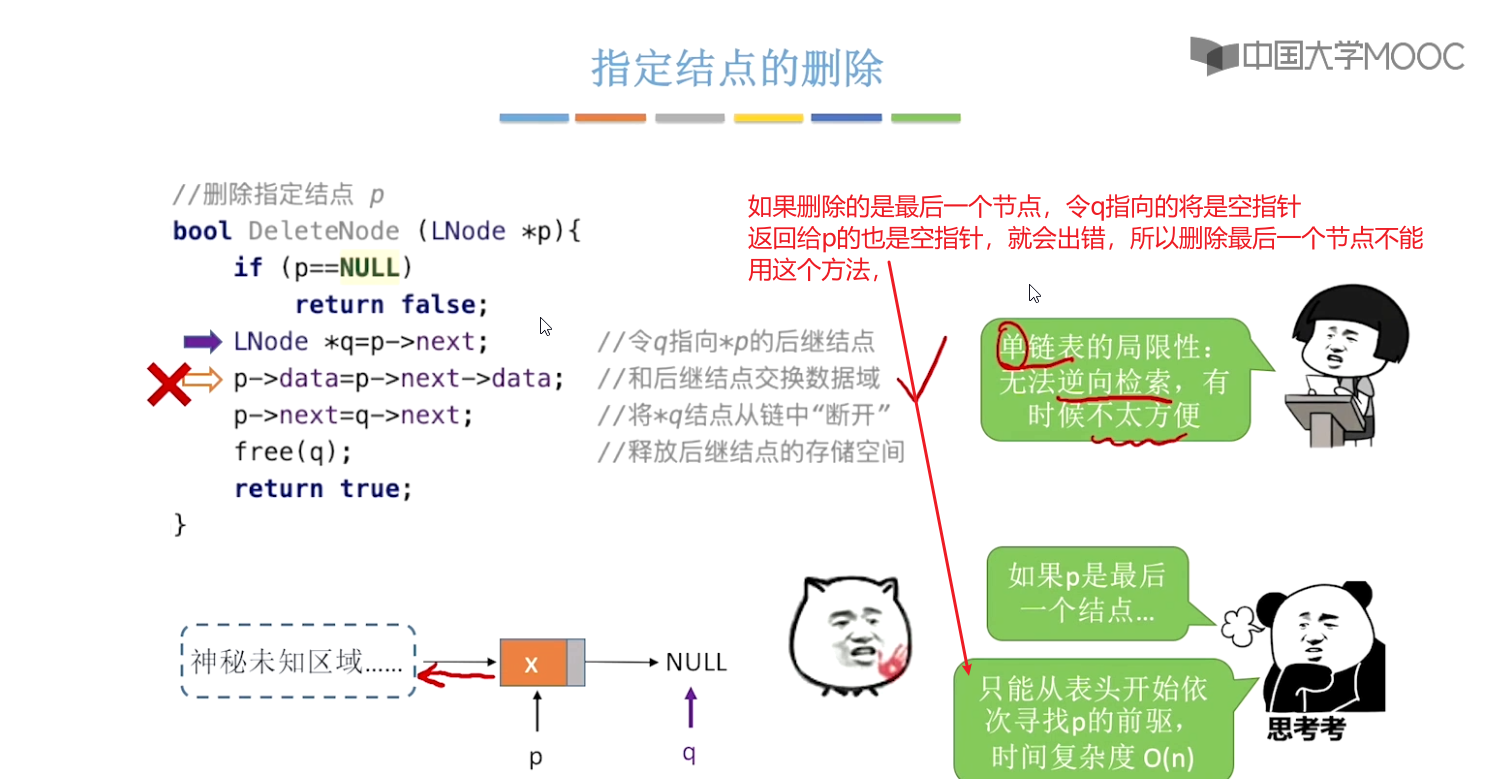 指定结点的删除
中国大学MOOC
//删除指定结点 p
bool DeleteNode (LNode *p){
if (p==NULL)
return false;
LNode *q=p->next; //令q指向*p的后继结点
p->data=p->next->data; //和后继结点交换数据域
p->next=q->next; //将*q结点从链中“断开”
free(q); //释放后继结点的存储空间
return true;
}
如果删除的是最后一个节点，令q指向的将是空指针
返回给p的也是空指针，就会出错，所以删除最后一个节点不能
用这个方法，
单链表的局限性：
无法逆向检索，有
时候不太方便
如果p是最后
一个结点…
只能从表头开始依
次寻找p的前驱，
时间复杂度 O(n)
思考考
神秘未知区域……
x
NULL
p
q